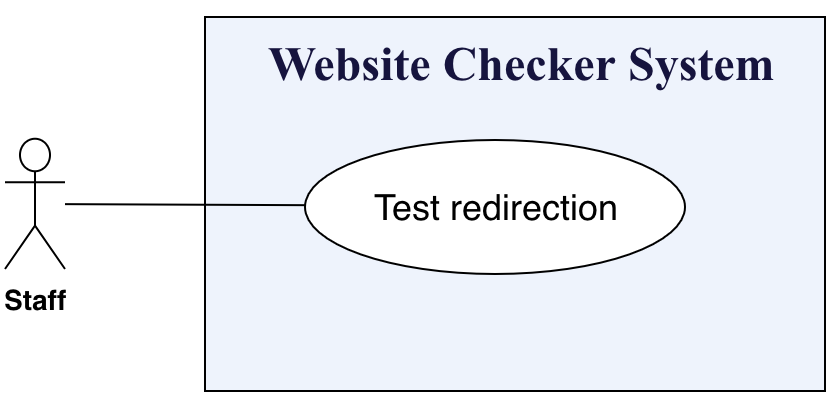 Website Checker System
Test redirection
Staff